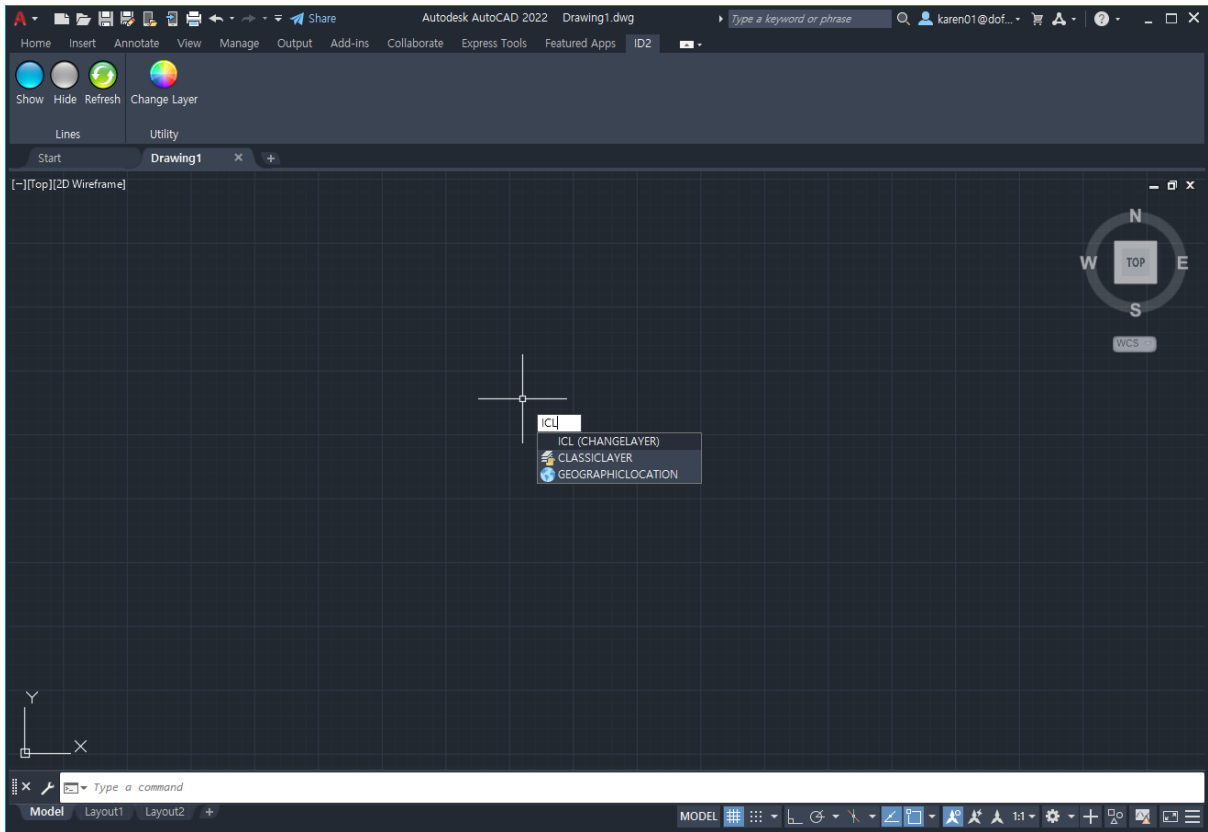 Share Autodesk AutoCAD 2022 Drawing1.dwg Type a keyword or phrase karen01@dof...
Home Insert Annotate View Manage Output Add-ins Collaborate Express Tools Featured Apps ID2
Show Hide Refresh Change Layer
Lines Utility
Start Drawing1
[−][Top][2D Wireframe]
N
W TOP E
S
WCS
ICL
ICL (CHANGELAYER)
CLASSICLAYER
GEOGRAPHICLOCATION
Y
X
Type a command
Model Layout1 Layout2 + MODEL 1:1